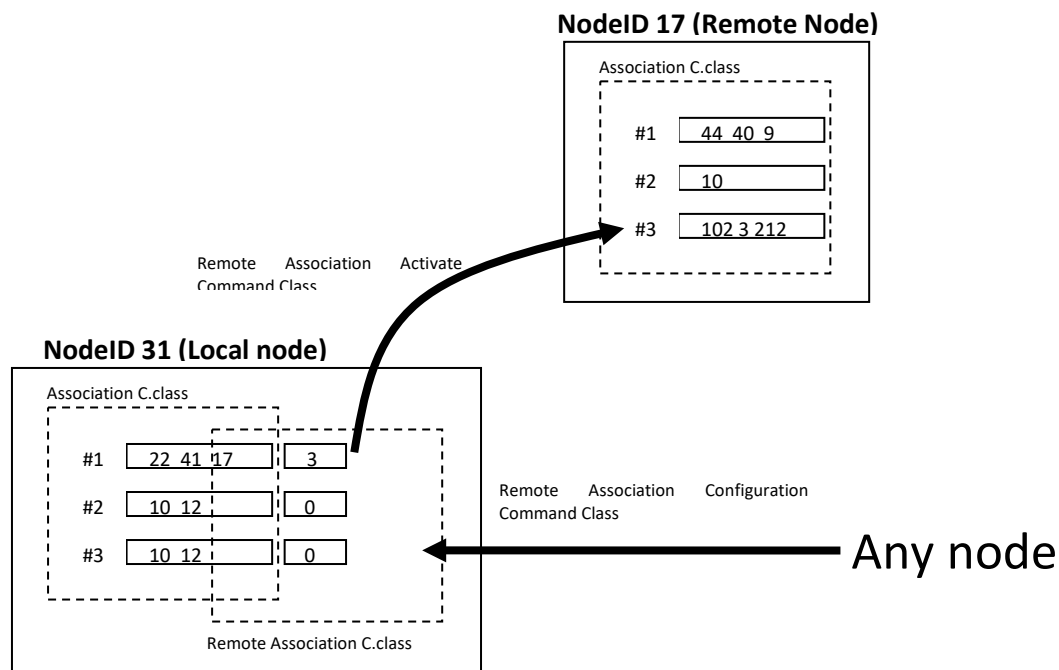 NodeID 17 (Remote Node)
Association C.class
#1 44 40 9
#2 10
#3 102 3 212
Remote Association Activate
Command Class
NodeID 31 (Local node)
Association C.class
#1 22 41 17 3
#2 10 12 0
#3 10 12 0
Remote Association C.class
Remote Association Configuration
Command Class
Any node